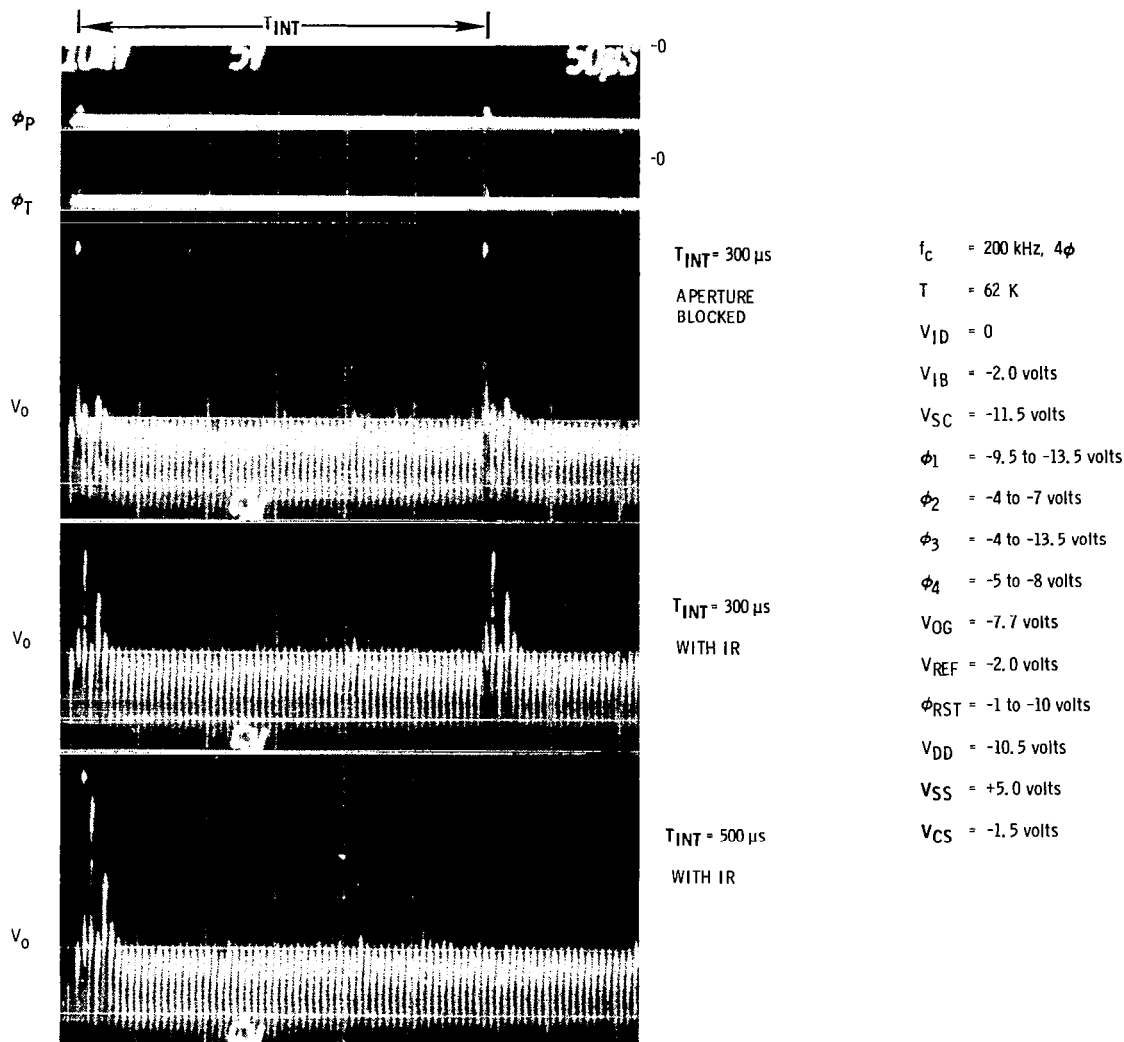 T_INT
10mV 5V 50μS
-0
ϕ_P
-0
ϕ_T
V_O
T_INT = 300 μs
APERTURE
BLOCKED
V_O
T_INT = 300 μs
WITH IR
V_O
T_INT = 500 μs
WITH IR
f_C = 200 kHz, 4ϕ
T = 62 K
V_ID = 0
V_IB = -2.0 volts
V_SC = -11.5 volts
ϕ_1 = -9.5 to -13.5 volts
ϕ_2 = -4 to -7 volts
ϕ_3 = -4 to -13.5 volts
ϕ_4 = -5 to -8 volts
V_OG = -7.7 volts
V_REF = -2.0 volts
ϕ_RST = -1 to -10 volts
V_DD = -10.5 volts
V_SS = +5.0 volts
V_CS = -1.5 volts